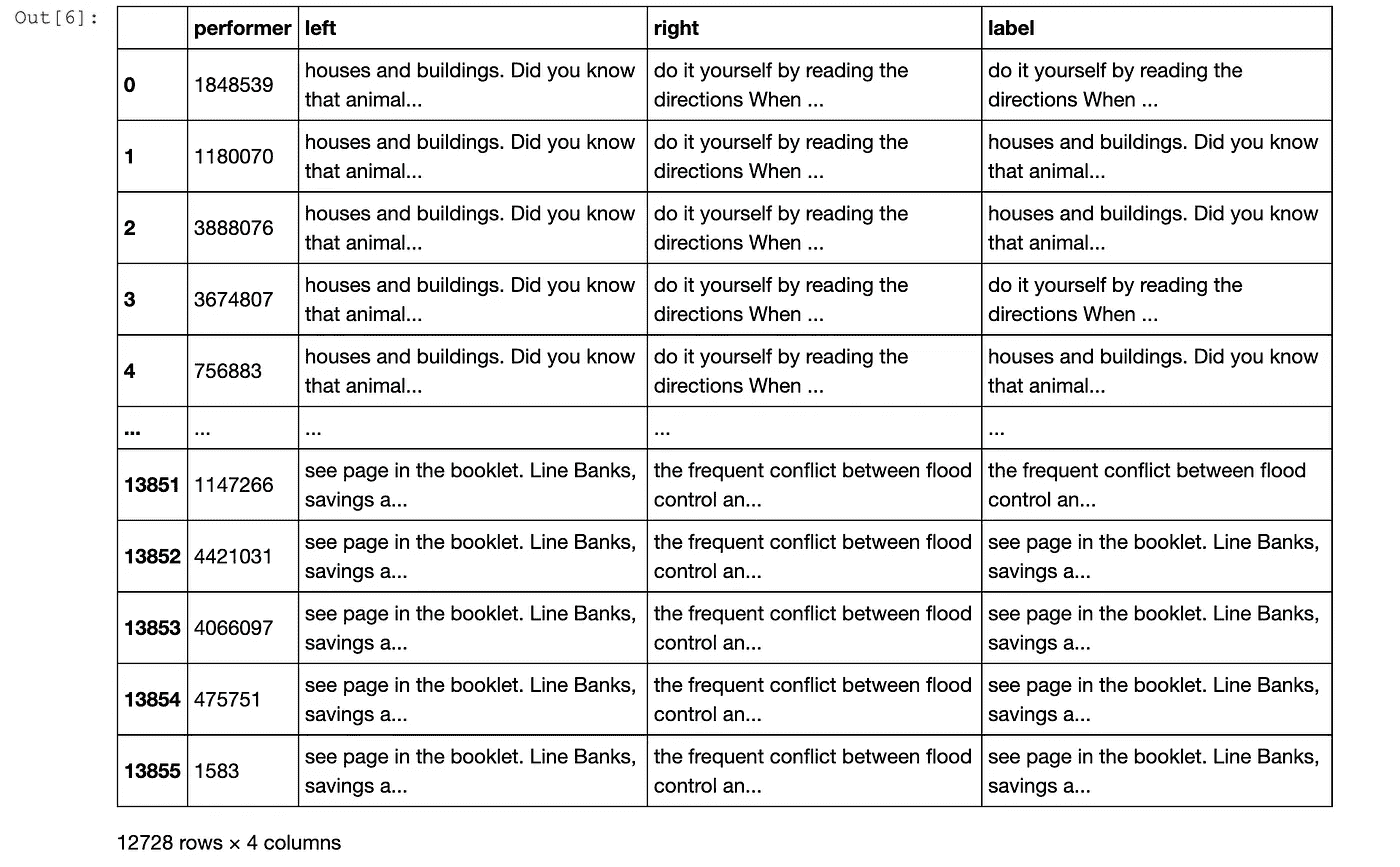 Out[6]:
performer left right label
0 1848539 houses and buildings. Did you know that animal... do it yourself by reading the directions When ... do it yourself by reading the directions When ...
1 1180070 houses and buildings. Did you know that animal... do it yourself by reading the directions When ... houses and buildings. Did you know that animal...
2 3888076 houses and buildings. Did you know that animal... do it yourself by reading the directions When ... houses and buildings. Did you know that animal...
3 3674807 houses and buildings. Did you know that animal... do it yourself by reading the directions When ... do it yourself by reading the directions When ...
4 756883 houses and buildings. Did you know that animal... do it yourself by reading the directions When ... houses and buildings. Did you know that animal...
... ... ... ... ...
13851 1147266 see page in the booklet. Line Banks, savings a... the frequent conflict between flood control an... the frequent conflict between flood control an...
13852 4421031 see page in the booklet. Line Banks, savings a... the frequent conflict between flood control an... see page in the booklet. Line Banks, savings a...
13853 4066097 see page in the booklet. Line Banks, savings a... the frequent conflict between flood control an... see page in the booklet. Line Banks, savings a...
13854 475751 see page in the booklet. Line Banks, savings a... the frequent conflict between flood control an... see page in the booklet. Line Banks, savings a...
13855 1583 see page in the booklet. Line Banks, savings a... the frequent conflict between flood control an... see page in the booklet. Line Banks, savings a...
12728 rows × 4 columns